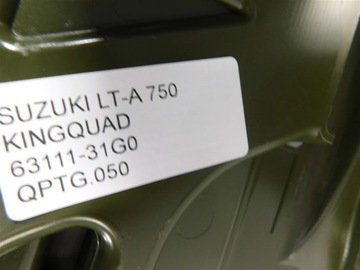 SUZUKI LT-A 750
KINGQUAD
63111-31G0
QPTG.050